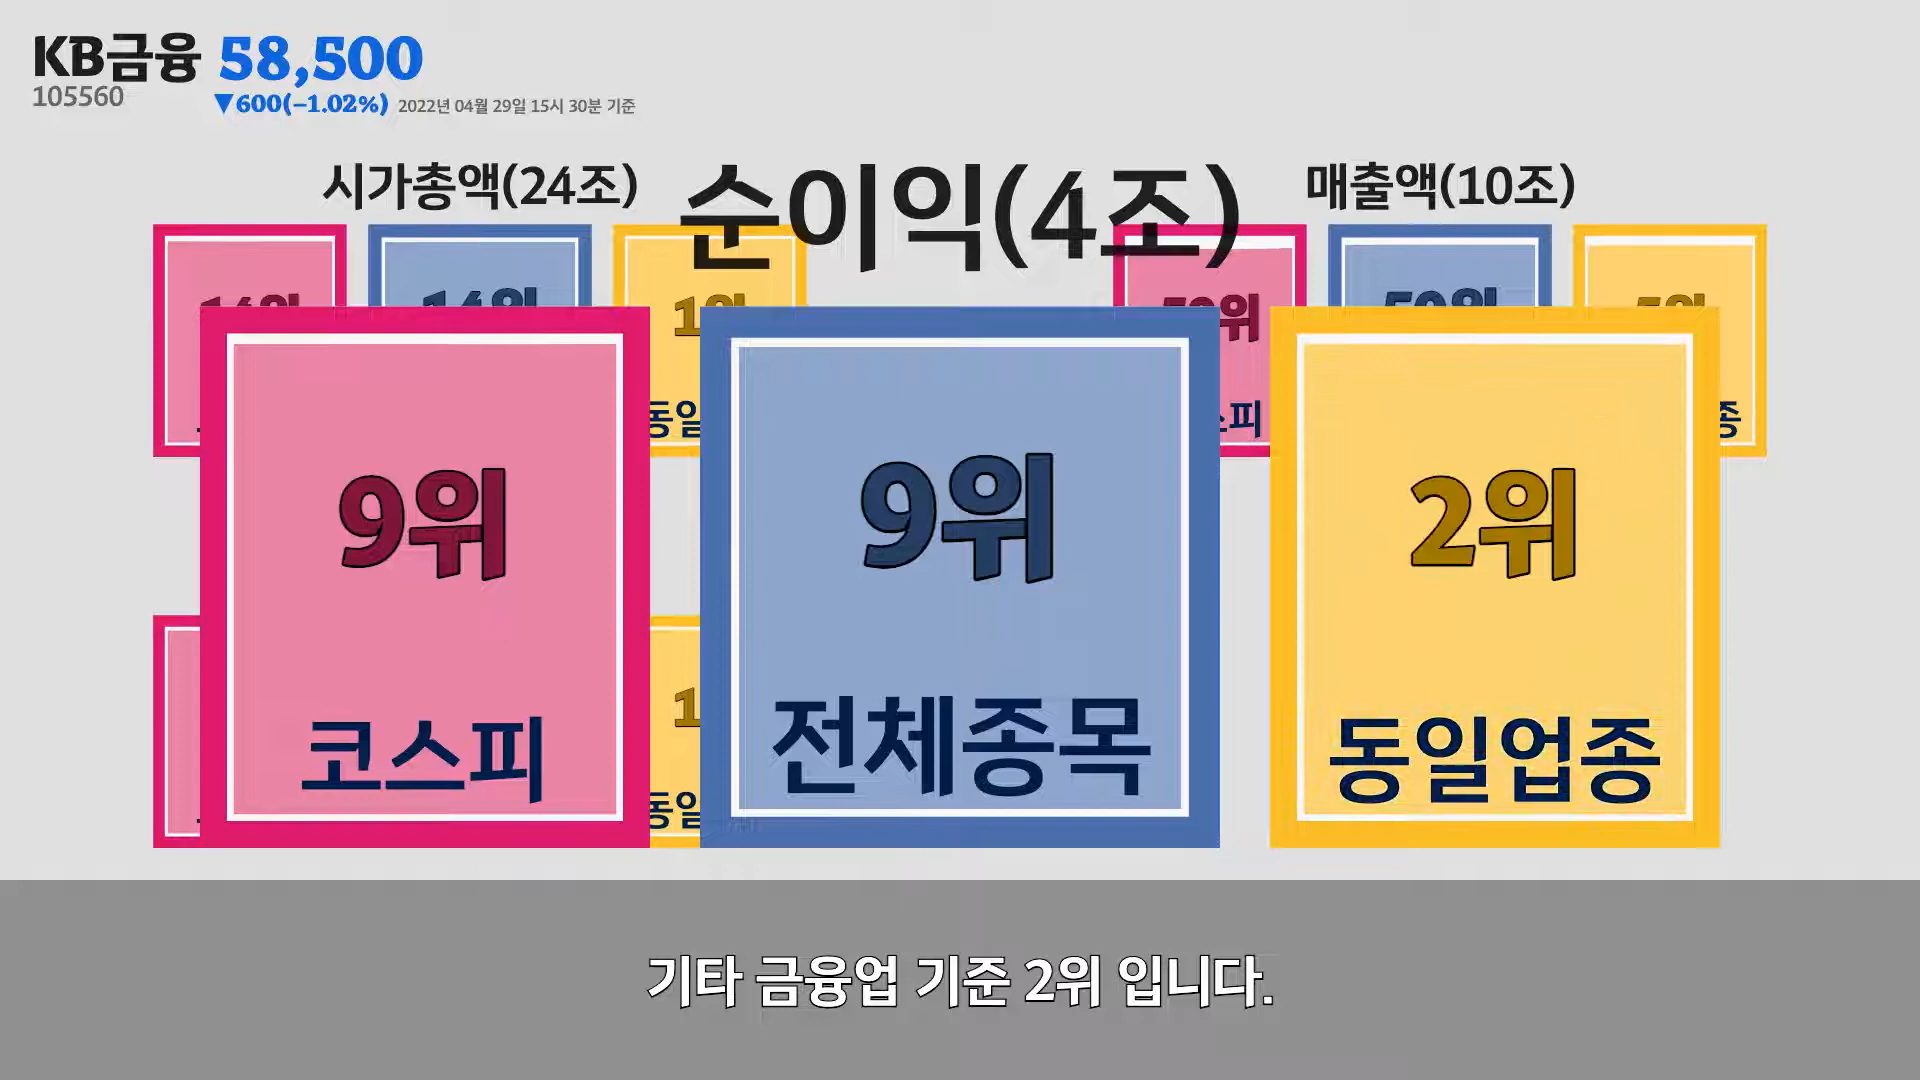 KB금융 58,500
105560
▼600(-1.02%) 2022년 04월 29일 15시 30분 기준
시가총액(24조)
순이익(4조)
매출액(10조)
9위
코스피
9위
전체종목
2위
동일업종
기타 금융업 기준 2위 입니다.